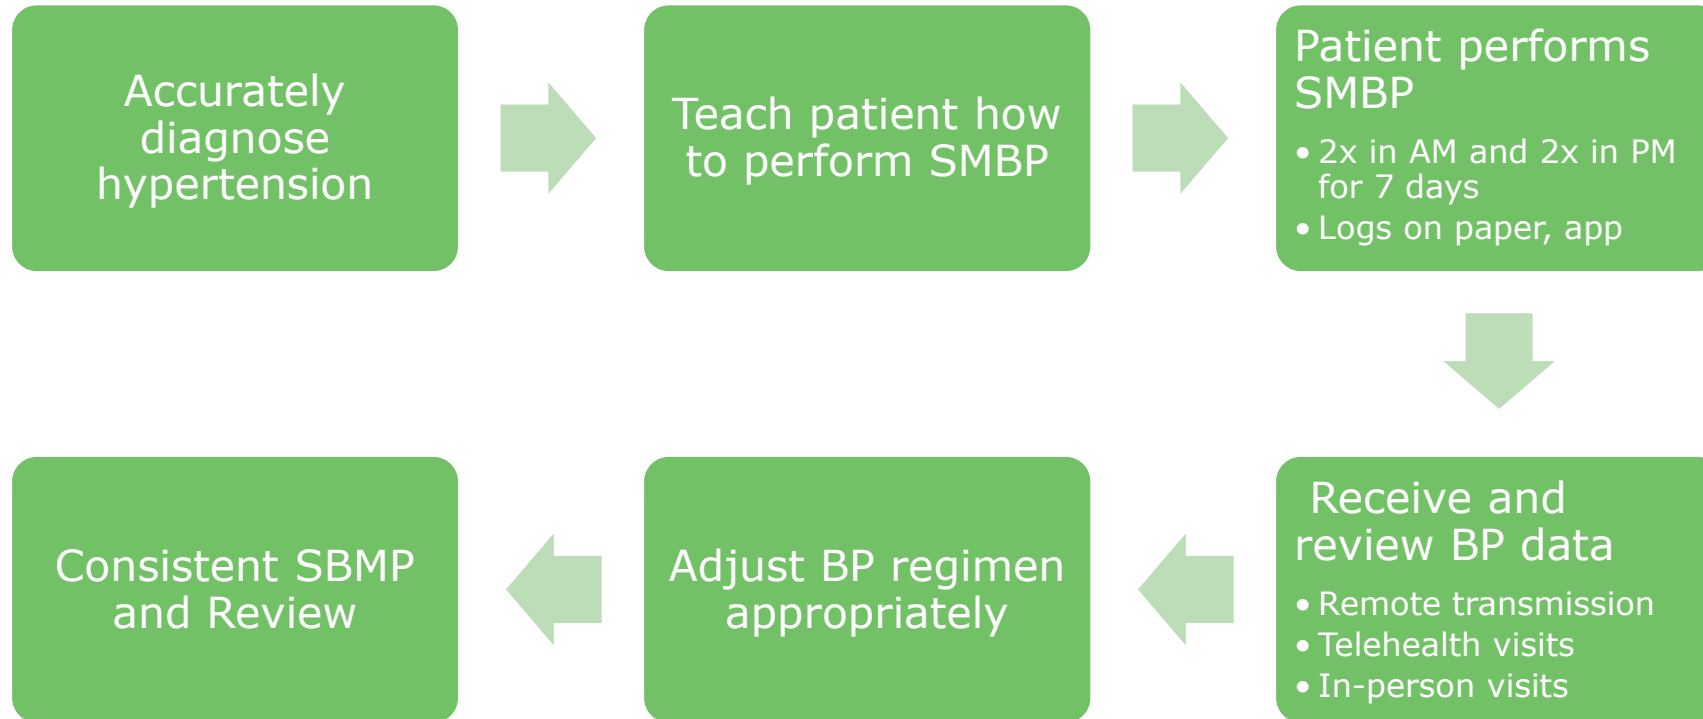 Accurately
diagnose
hypertension
Teach patient how
to perform SMBP
Patient performs
SMBP
• 2x in AM and 2x in PM
for 7 days
• Logs on paper, app
Receive and
review BP data
• Remote transmission
• Telehealth visits
• In-person visits
Adjust BP regimen
appropriately
Consistent SBMP
and Review